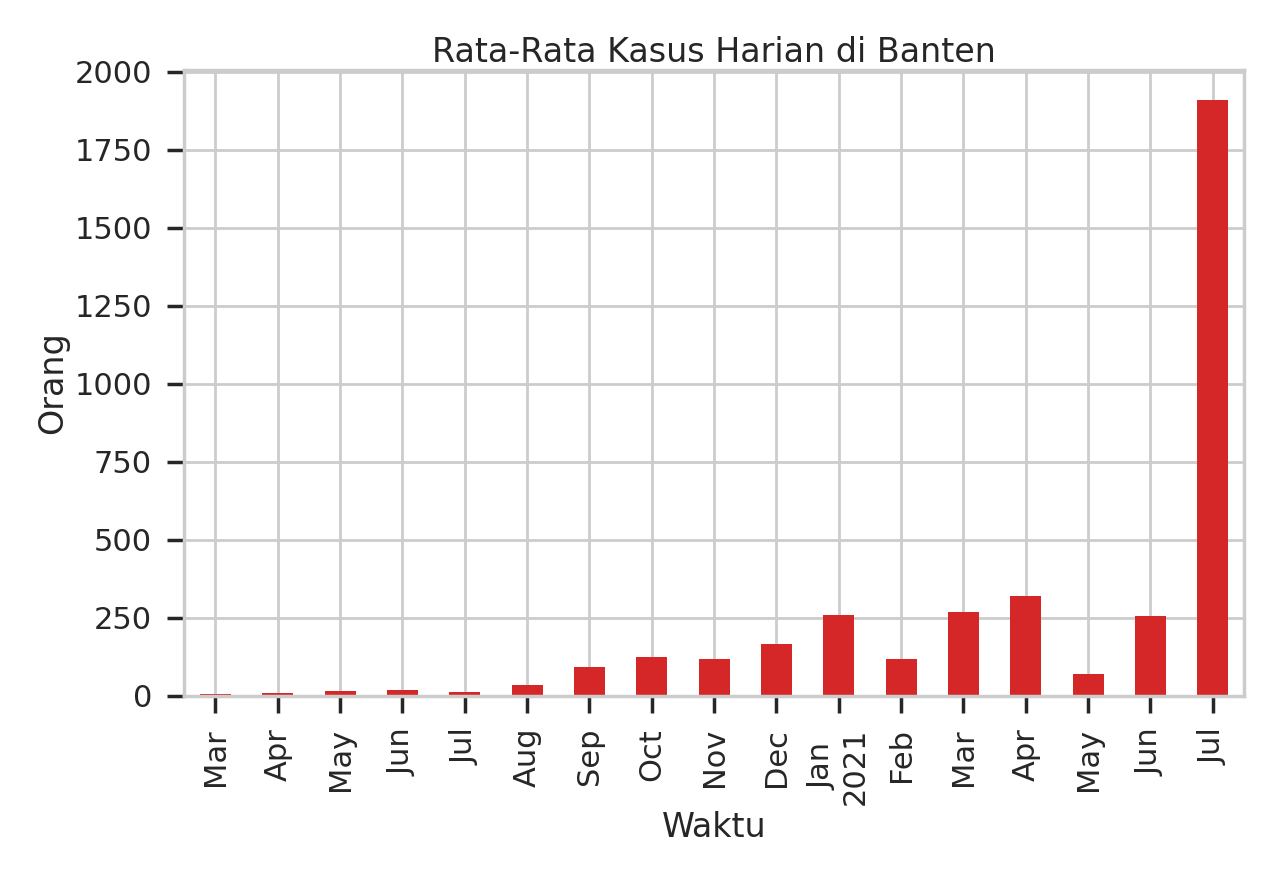 Rata-Rata Kasus Harian di Banten
2000
1750
1500
1250
1000
750
500
250
0
Orang
Mar
Apr
May
Jun
Jul
Aug
Sep
Oct
Nov
Dec
Jan
2021
Feb
Mar
Apr
May
Jun
Jul
Waktu